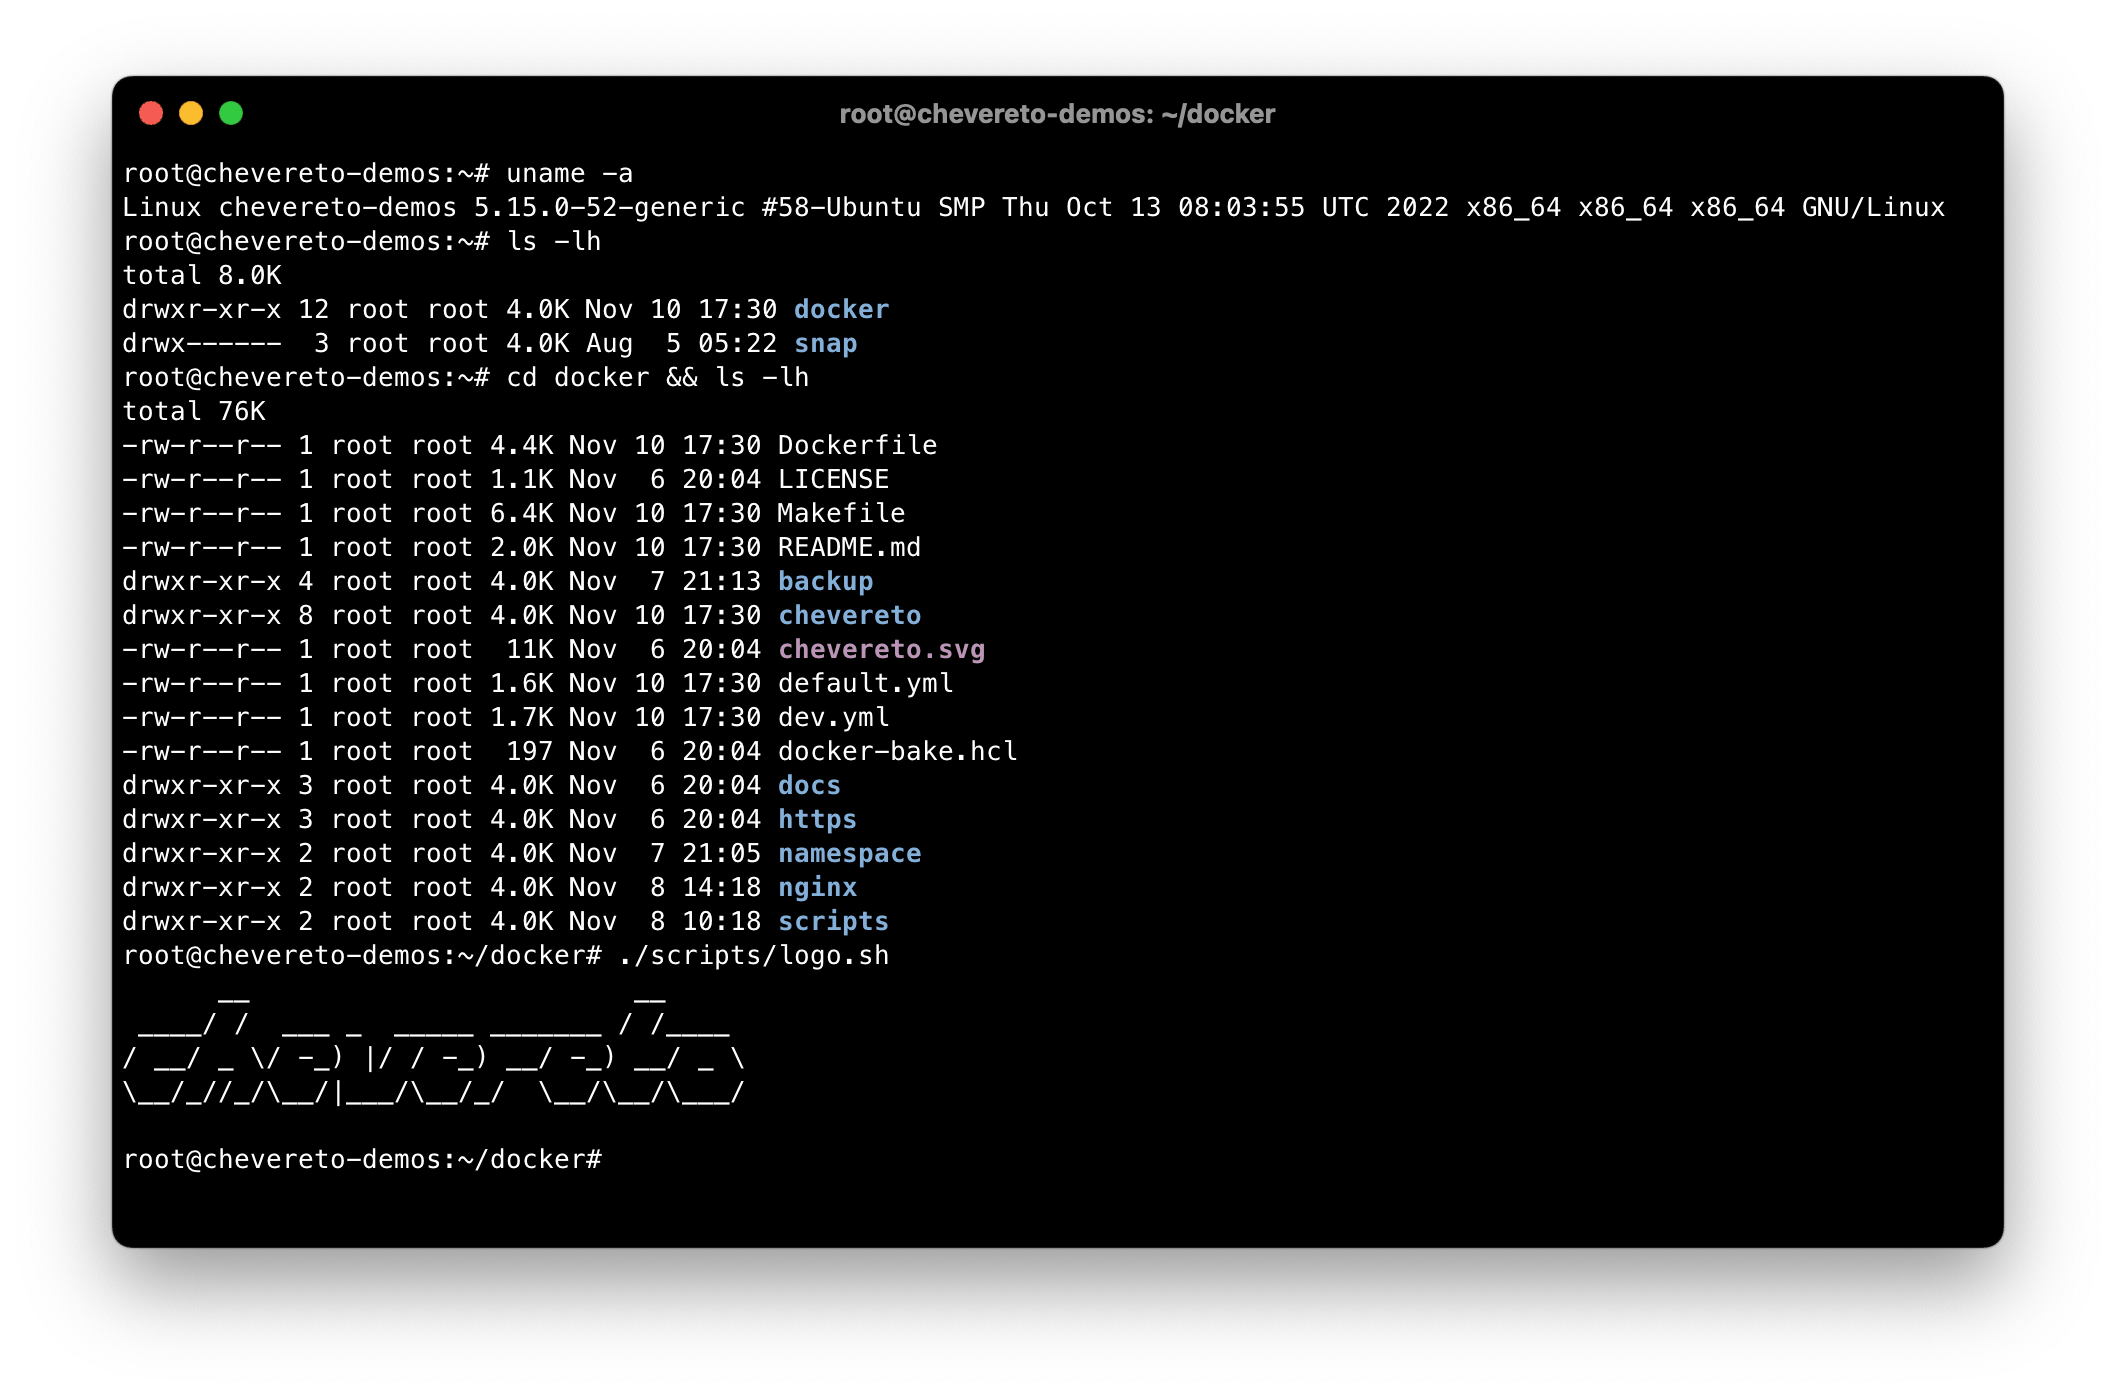 root@chevereto-demos: ~/docker
root@chevereto-demos:~# uname -a
Linux chevereto-demos 5.15.0-52-generic #58-Ubuntu SMP Thu Oct 13 08:03:55 UTC 2022 x86_64 x86_64 x86_64 GNU/Linux
root@chevereto-demos:~# ls -lh
total 8.0K
drwxr-xr-x 12 root root 4.0K Nov 10 17:30 docker
drwx------  3 root root 4.0K Aug  5 05:22 snap
root@chevereto-demos:~# cd docker && ls -lh
total 76K
-rw-r--r-- 1 root root 4.4K Nov 10 17:30 Dockerfile
-rw-r--r-- 1 root root 1.1K Nov  6 20:04 LICENSE
-rw-r--r-- 1 root root 6.4K Nov 10 17:30 Makefile
-rw-r--r-- 1 root root 2.0K Nov 10 17:30 README.md
drwxr-xr-x 4 root root 4.0K Nov  7 21:13 backup
drwxr-xr-x 8 root root 4.0K Nov 10 17:30 chevereto
-rw-r--r-- 1 root root  11K Nov  6 20:04 chevereto.svg
-rw-r--r-- 1 root root 1.6K Nov 10 17:30 default.yml
-rw-r--r-- 1 root root 1.7K Nov 10 17:30 dev.yml
-rw-r--r-- 1 root root  197 Nov  6 20:04 docker-bake.hcl
drwxr-xr-x 3 root root 4.0K Nov  6 20:04 docs
drwxr-xr-x 3 root root 4.0K Nov  6 20:04 https
drwxr-xr-x 2 root root 4.0K Nov  7 21:05 namespace
drwxr-xr-x 2 root root 4.0K Nov  8 14:18 nginx
drwxr-xr-x 2 root root 4.0K Nov  8 10:18 scripts
root@chevereto-demos:~/docker# ./scripts/logo.sh
      __                        __
 ____/ /  ___ _  _____ _______ / /____
/ __/ _ \/ -_) |/ / -_) __/ -_) __/ _ \
\__/_//_/\__/|___/\__/_/  \__/\__/\___/
root@chevereto-demos:~/docker#